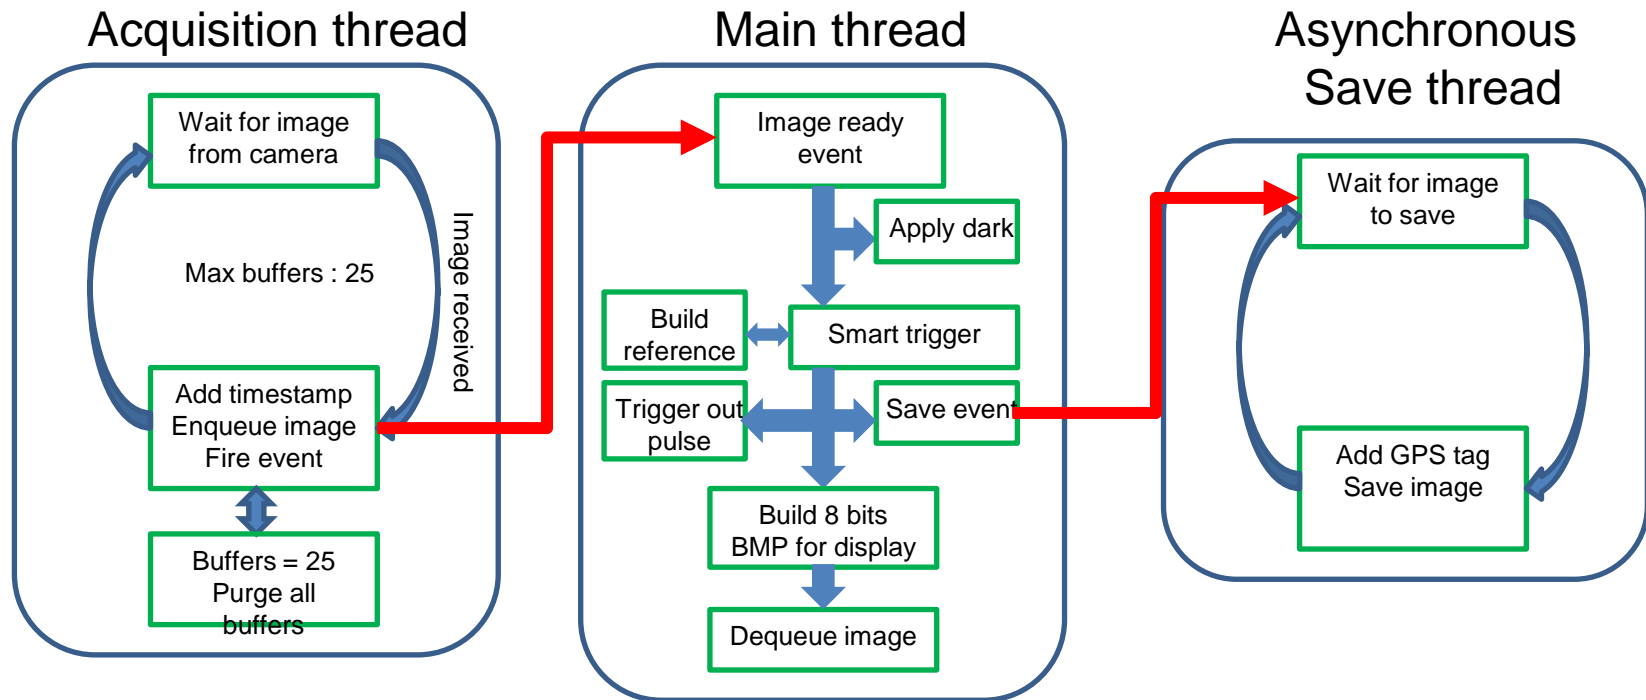 Acquisition thread
Wait for image
from camera
Image received
Max buffers : 25
Add timestamp
Enqueue image
Fire event
Buffers = 25
Purge all
buffers
Main thread
Image ready
event
Apply dark
Build
reference
Smart trigger
Trigger out
pulse
Save event
Build 8 bits
BMP for display
Dequeue image
Asynchronous
Save thread
Wait for image
to save
Add GPS tag
Save image